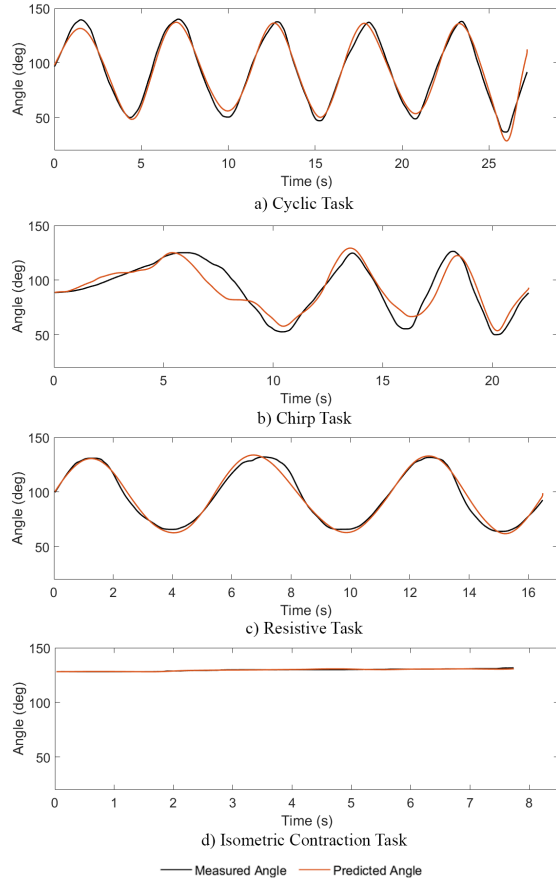 150
100
50
Angle (deg)
0 5 10 15 20 25
Time (s)
a) Cyclic Task
150
100
50
Angle (deg)
0 5 10 15 20
Time (s)
b) Chirp Task
150
100
50
Angle (deg)
0 2 4 6 8 10 12 14 16
Time (s)
c) Resistive Task
150
100
50
Angle (deg)
0 1 2 3 4 5 6 7 8
Time (s)
d) Isometric Contraction Task
Measured Angle Predicted Angle